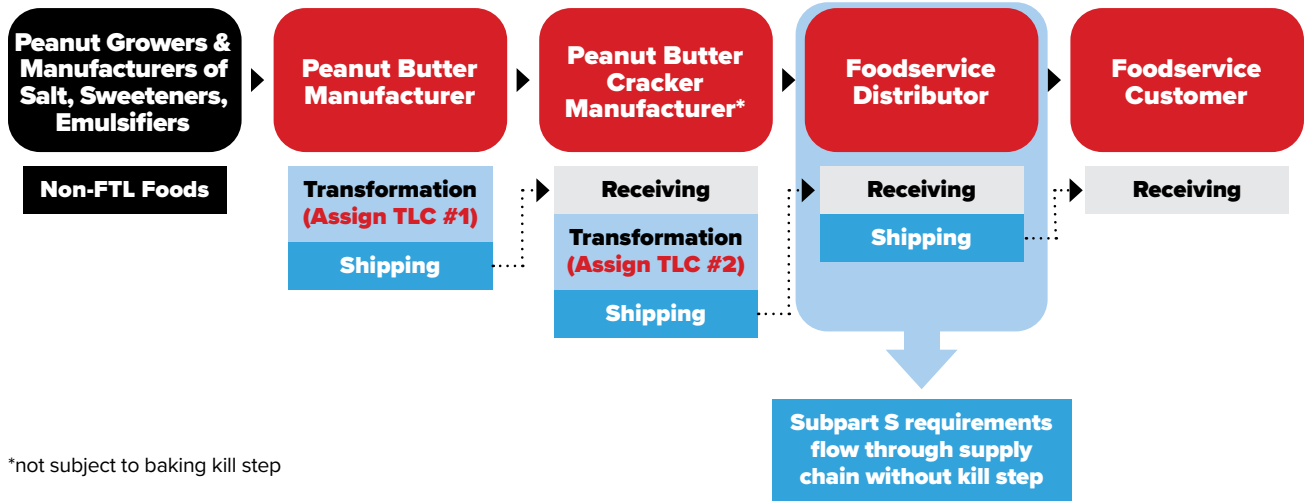 Peanut Growers &
Manufacturers of
Salt, Sweeteners,
Emulsifiers
Non-FTL Foods
Peanut Butter
Manufacturer
Transformation
(Assign TLC #1)
Shipping
Peanut Butter
Cracker
Manufacturer*
Receiving
Transformation
(Assign TLC #2)
Shipping
Foodservice
Distributor
Receiving
Shipping
Foodservice
Customer
Receiving
Subpart S requirements
flow through supply
chain without kill step
*not subject to baking kill step